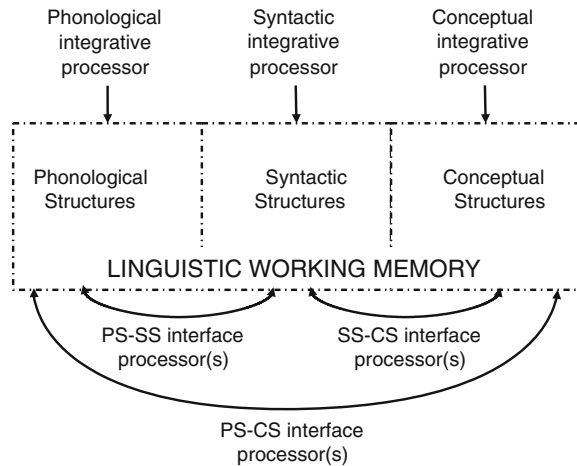 Phonological
integrative
processor
Syntactic
integrative
processor
Conceptual
integrative
processor
Phonological
Structures
Syntactic
Structures
Conceptual
Structures
LINGUISTIC WORKING MEMORY
PS-SS interface
processor(s)
SS-CS interface
processor(s)
PS-CS interface
processor(s)